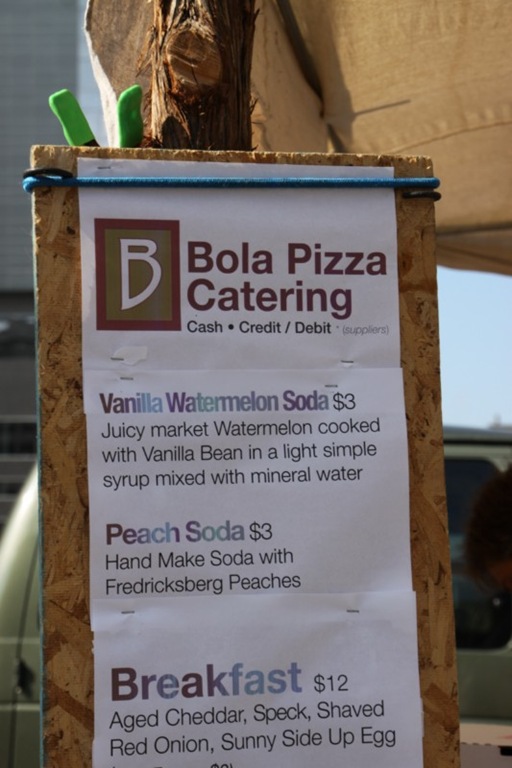 B
Bola Pizza
Catering
Cash • Credit / Debit * (suppliers)
Vanilla Watermelon Soda $3
Juicy market Watermelon cooked
with Vanilla Bean in a light simple
syrup mixed with mineral water
Peach Soda $3
Hand Make Soda with
Fredricksberg Peaches
Breakfast $12
Aged Cheddar, Speck, Shaved
Red Onion, Sunny Side Up Egg